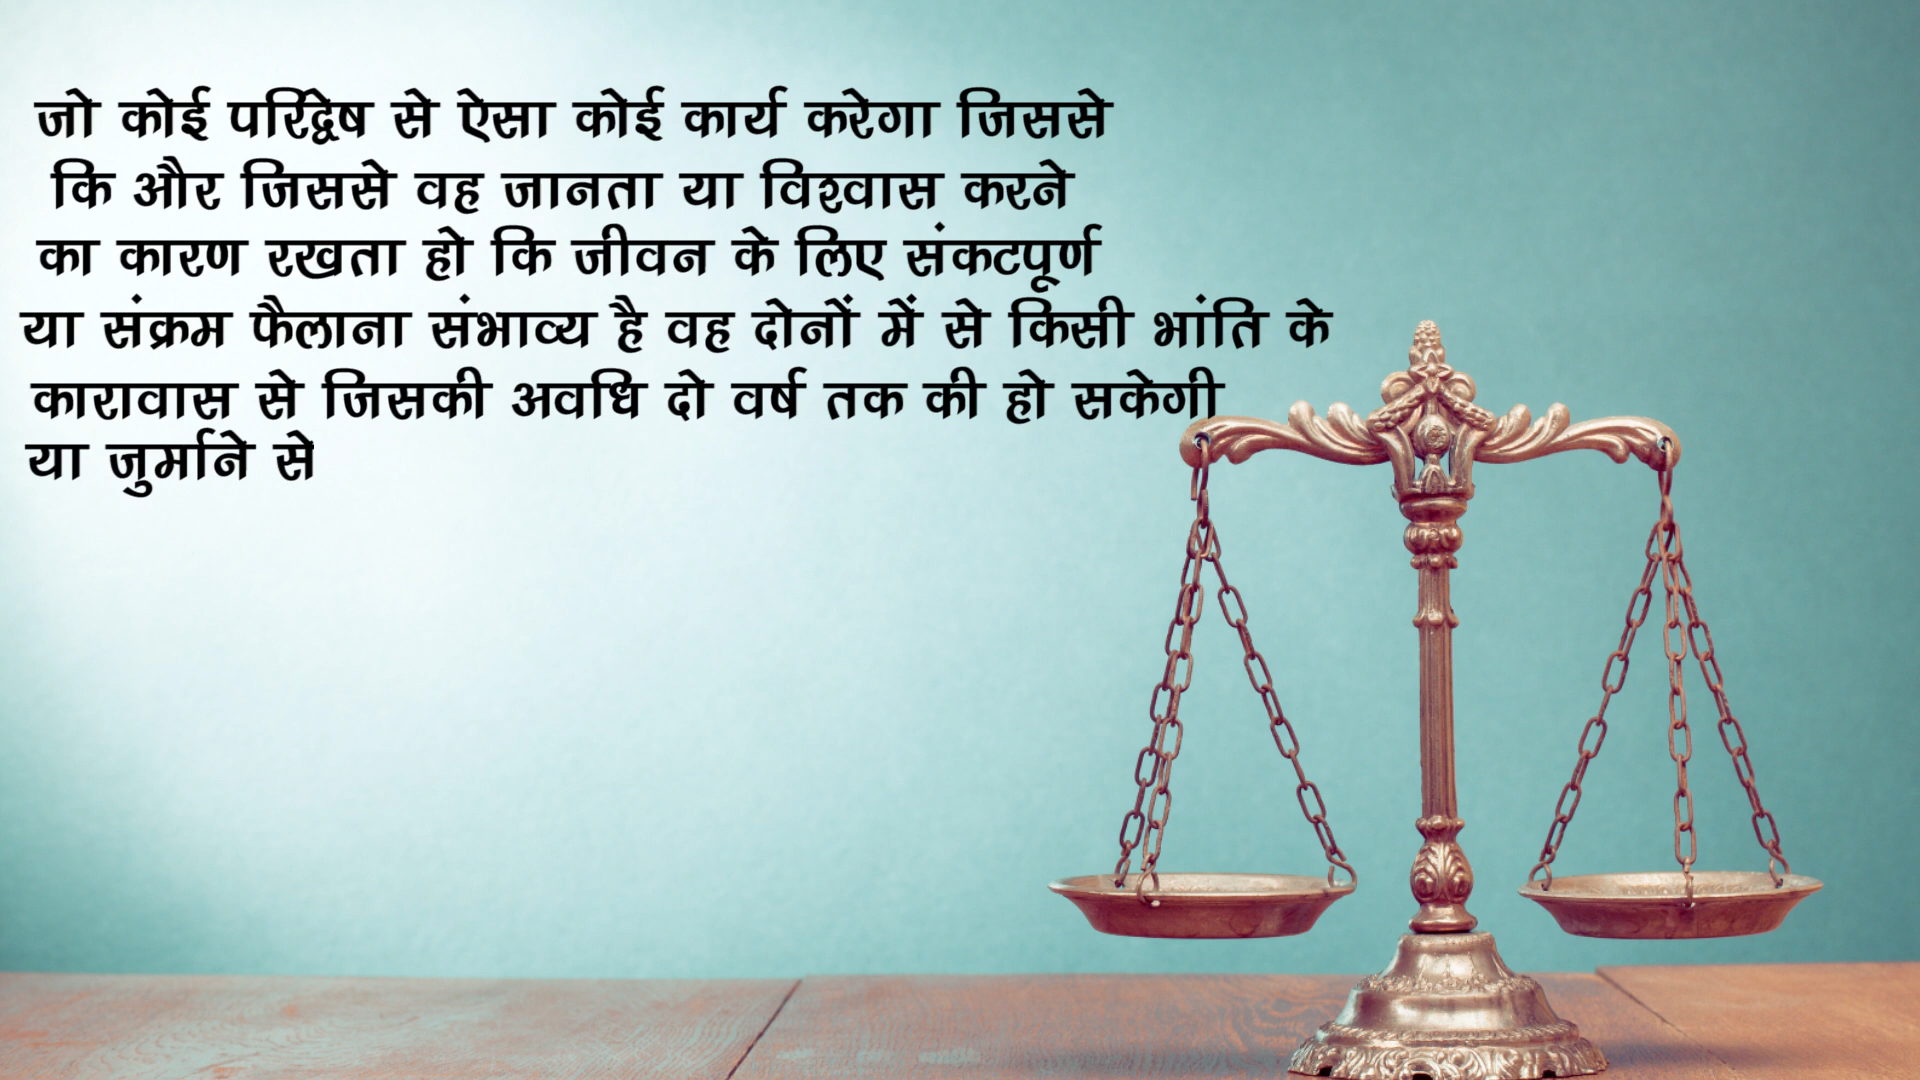 जो कोई परिद्वेष से ऐसा कोई कार्य करेगा जिससे
कि और जिससे वह जानता या विश्वास करने
का कारण रखता हो कि जीवन के लिए संकटपूर्ण
या संक्रम फैलाना संभाव्य है वह दोनों में से किसी भांति के
कारावास से जिसकी अवधि दो वर्ष तक की हो सकेगी
या जुर्माने से